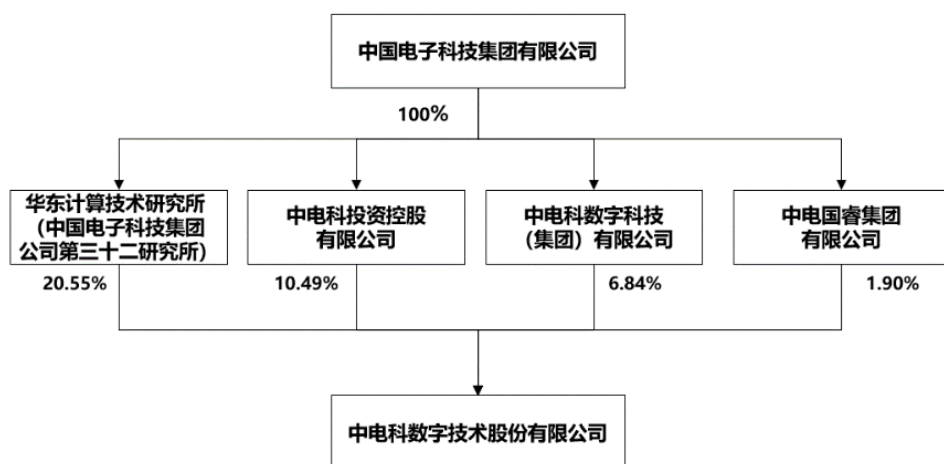 中国电子科技集团有限公司
100%
华东计算技术研究所
（中国电子科技集团
公司第三十二研究所）
中电科投资控股
有限公司
中电科数字科技
（集团）有限公司
中电国睿集团
有限公司
20.55%
10.49%
6.84%
1.90%
中电科数字技术股份有限公司